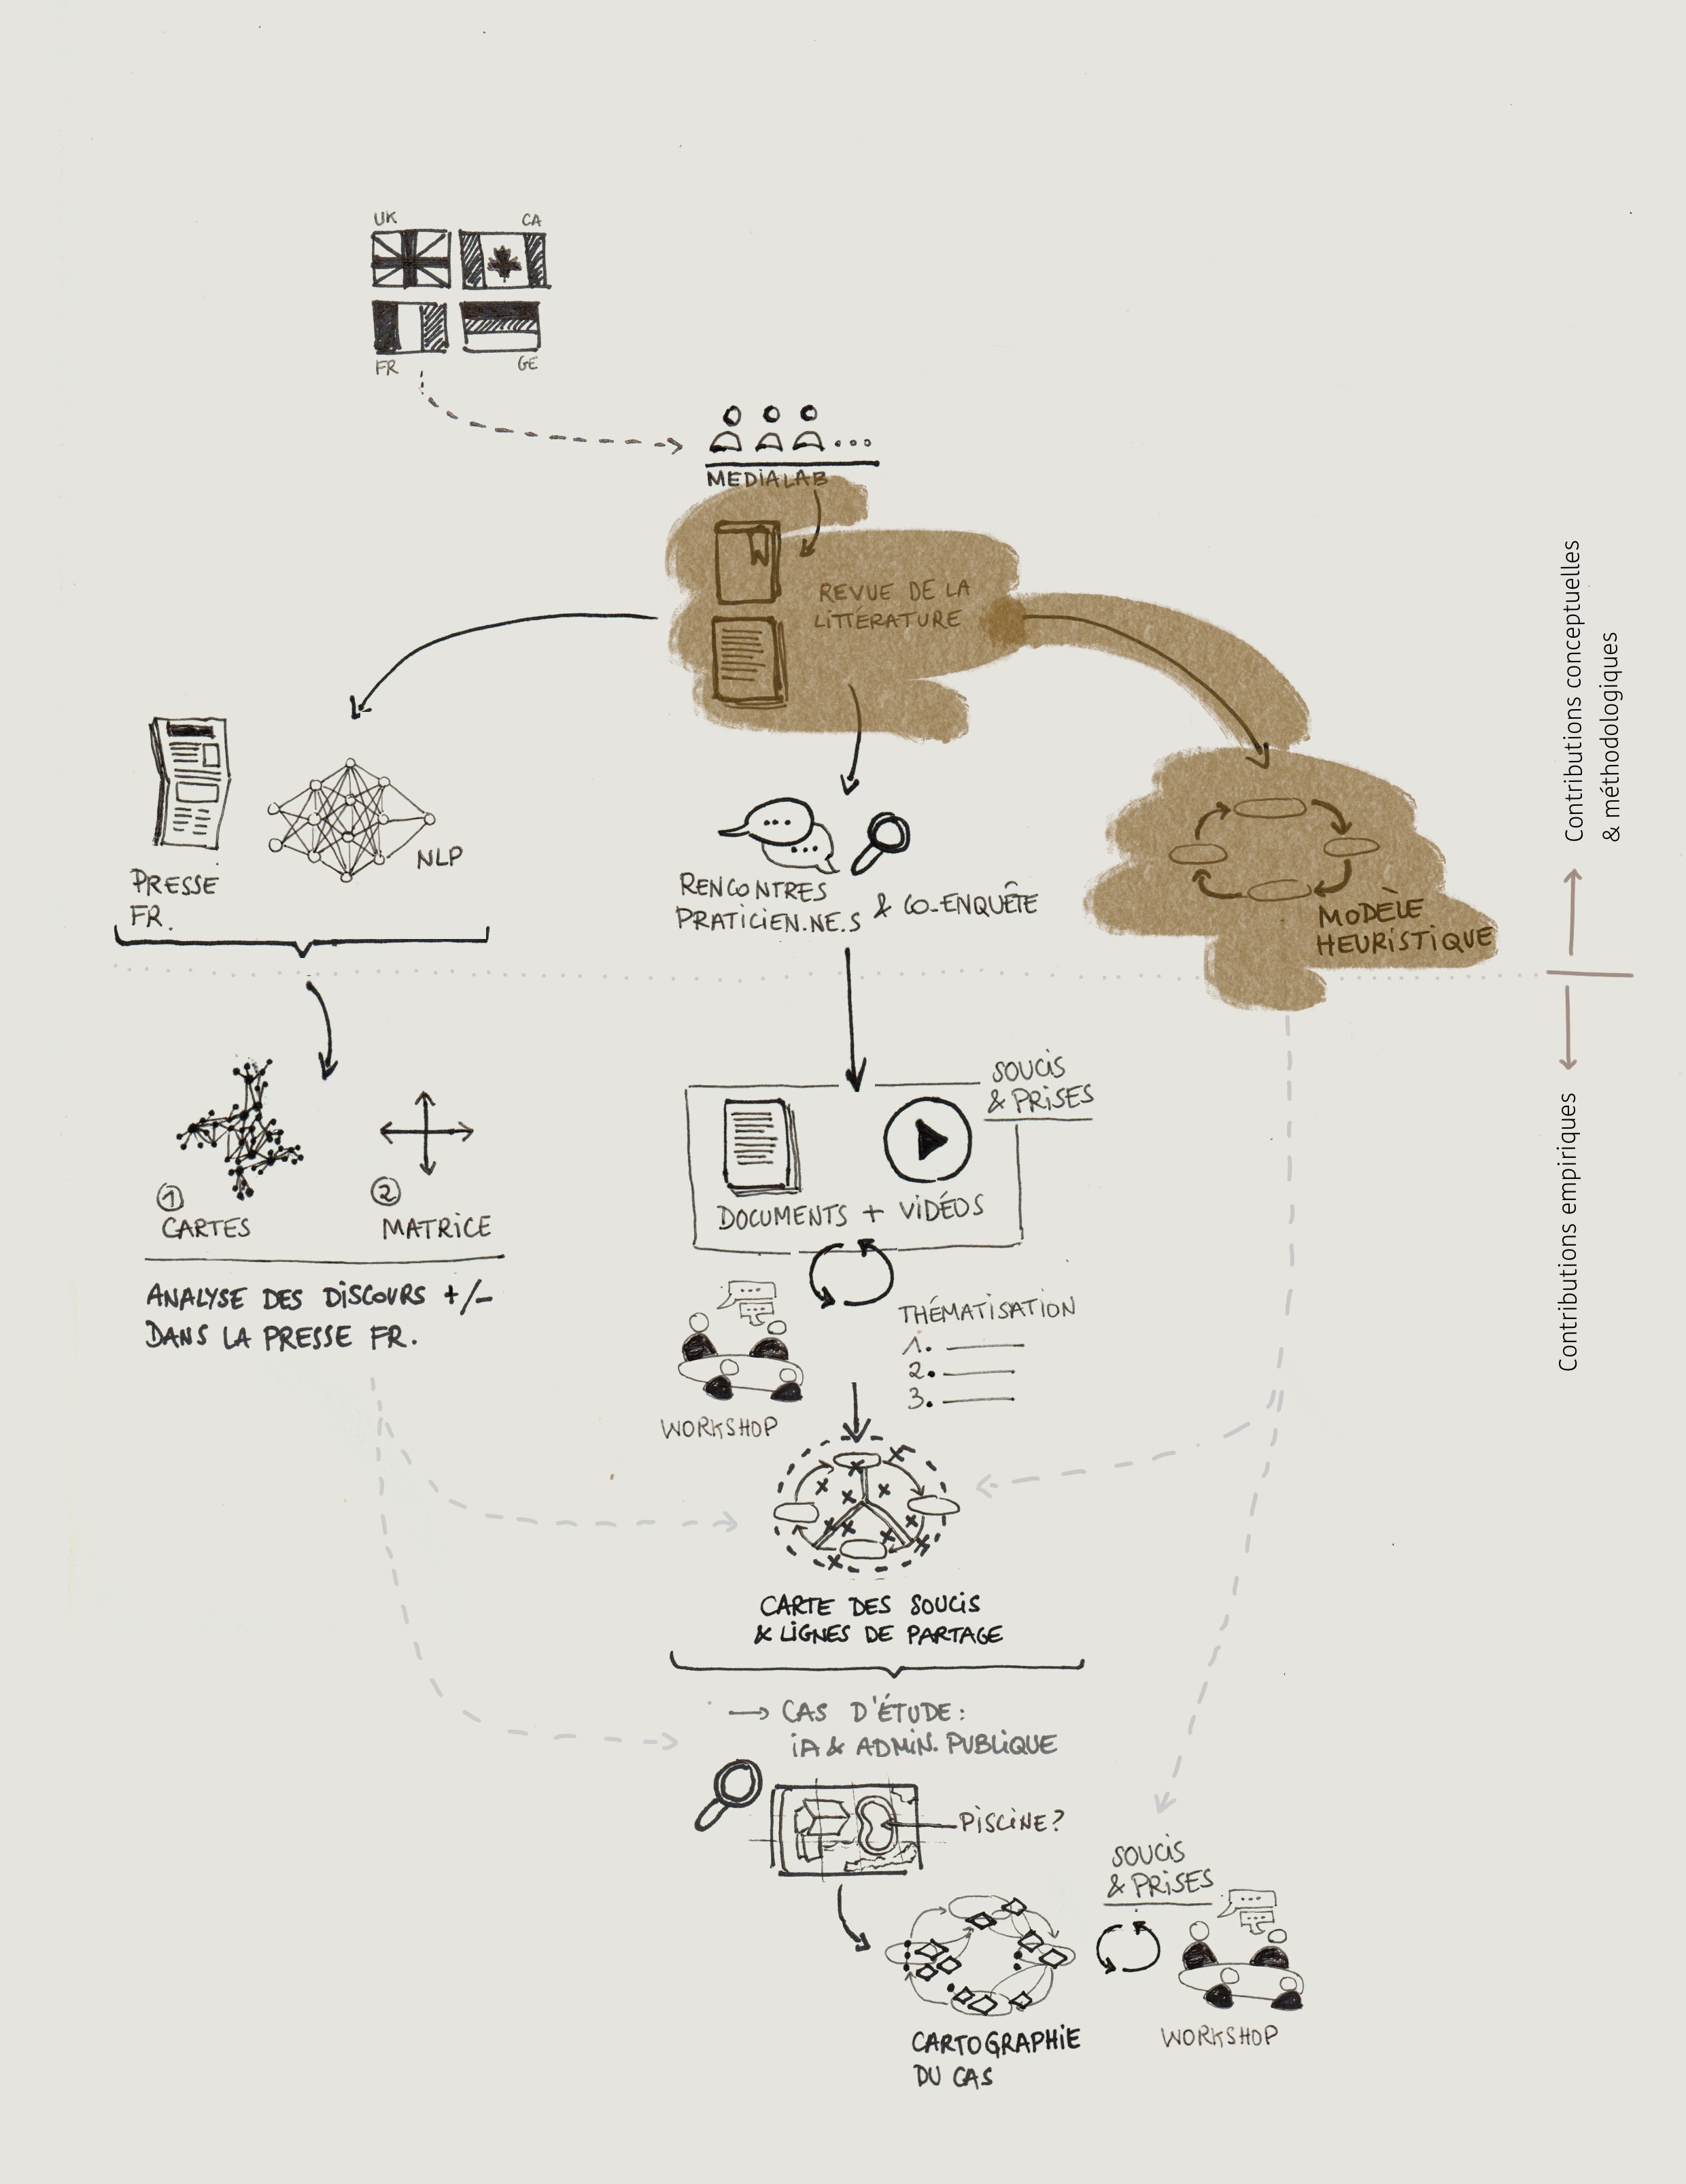 UK
CA
FR
GE
MEDIALAB
REVUE DE LA
LITTÉRATURE
PRESSE
FR.
NLP
RENCONTRES
PRATICIEN.NE.S & CO-ENQUÊTE
MODÈLE
HEURISTIQUE
Contributions conceptuelles
& méthodologiques
Contributions empiriques
1
CARTES
2
MATRICE
ANALYSE DES DISCOURS +/-
DANS LA PRESSE FR.
SOUCIS
& PRISES
DOCUMENTS + VIDÉOS
THÉMATISATION
1.
2.
3.
WORKSHOP
CARTE DES SOUCIS
& LIGNES DE PARTAGE
→ CAS D'ÉTUDE :
IA & ADMIN. PUBLIQUE
PISCINE?
SOUCIS
& PRISES
CARTOGRAPHIE
DU CAS
WORKSHOP